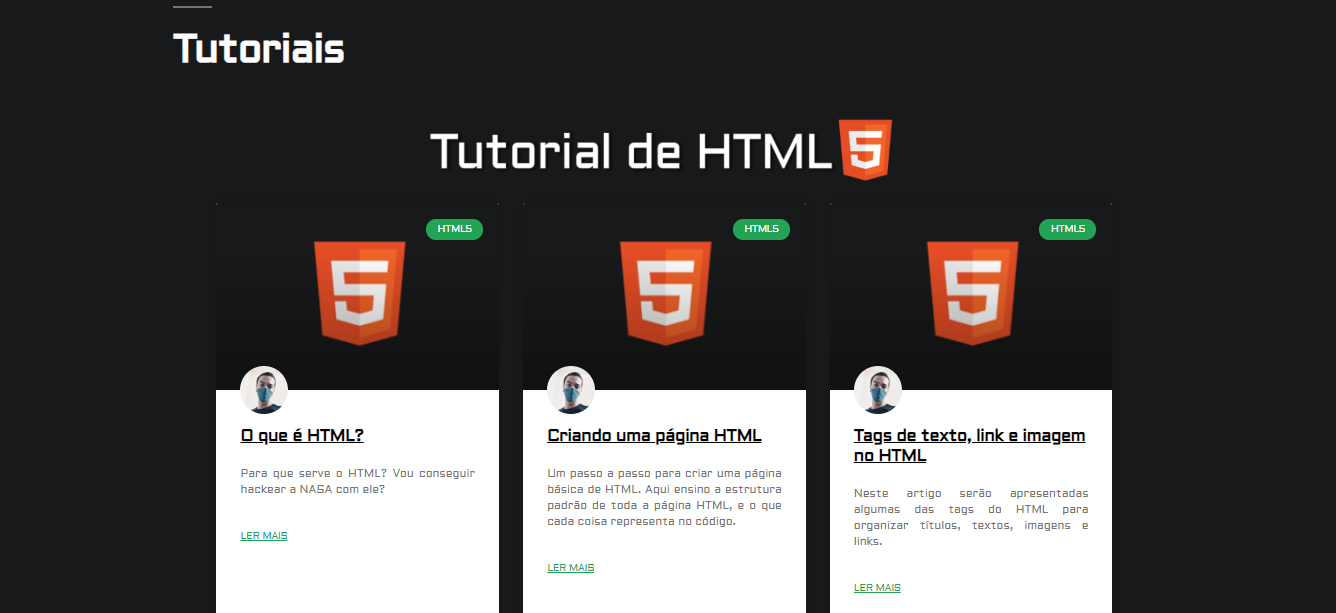 Tutoriais
Tutorial de HTML5
HTML5
O que é HTML?
Para que serve o HTML? Vou conseguir
hackear a NASA com ele?
LER MAIS
HTML5
Criando uma página HTML
Um passo a passo para criar uma página
básica de HTML. Aqui ensino a estrutura
padrão de toda a página HTML, e o que
cada coisa representa no código.
LER MAIS
HTML5
Tags de texto, link e imagem
no HTML
Neste artigo serão apresentadas
algumas das tags do HTML para
organizar títulos, textos, imagens e
links.
LER MAIS